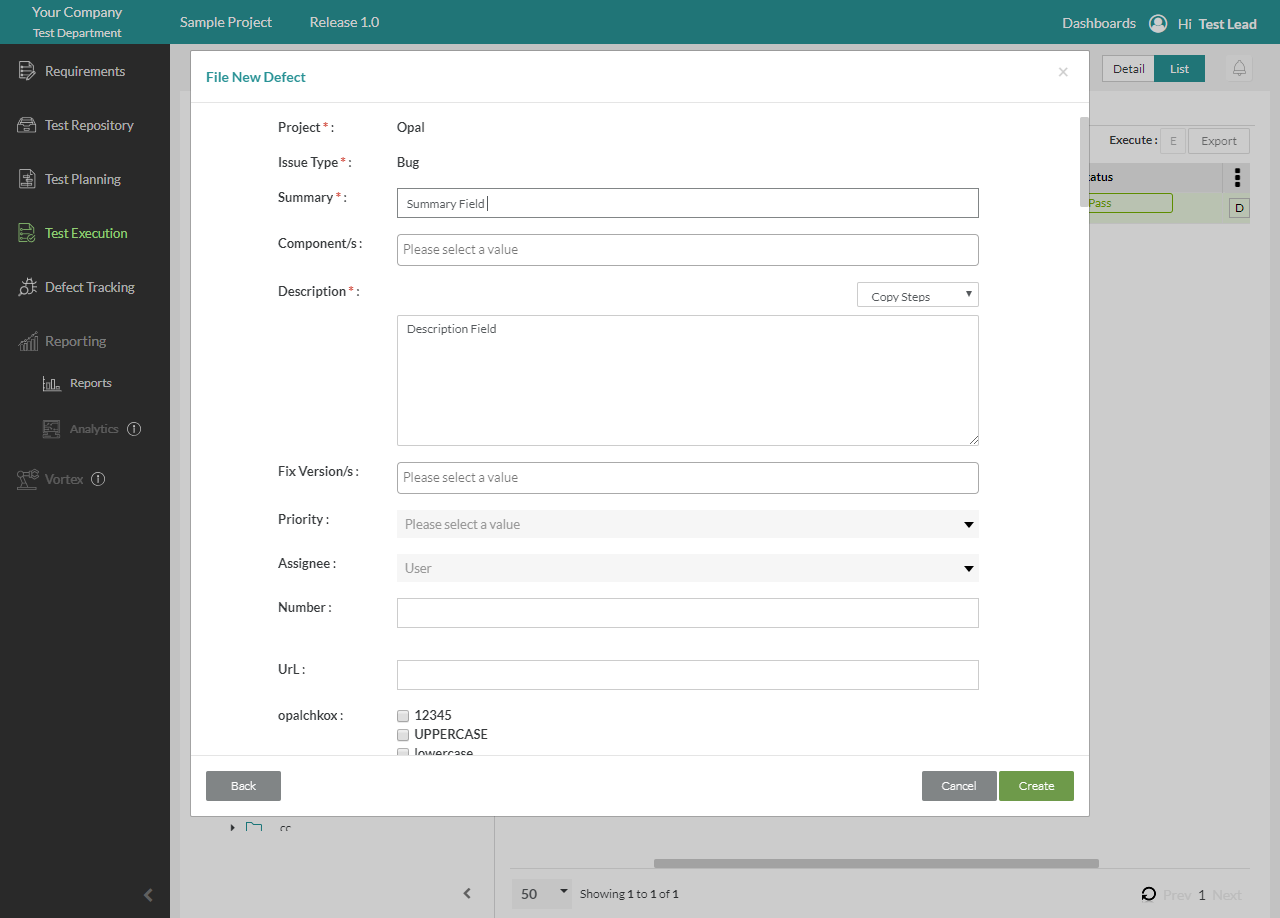 Your Company
Test Department
Sample Project
Release 1.0
Dashboards
Hi Test Lead
Requirements
Test Repository
Test Planning
Test Execution
Defect Tracking
Reporting
Reports
Analytics
Vortex
Detail
List
Execute :
E
Export
atus
Pass
D
File New Defect
×
Project * :
Opal
Issue Type * :
Bug
Summary * :
Summary Field
Component/s :
Please select a value
Description * :
Copy Steps
Description Field
Fix Version/s :
Please select a value
Priority :
Please select a value
Assignee :
User
Number :
UrL :
opalchkox :
12345
UPPERCASE
lowercase
Back
Cancel
Create
cc
50
Showing 1 to 1 of 1
Prev 1 Next